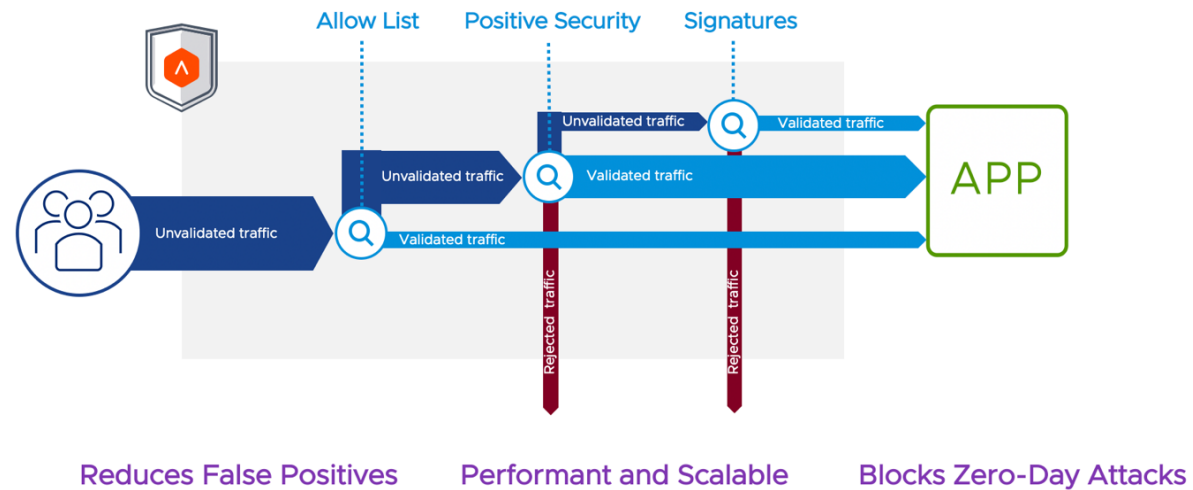 Allow List
Positive Security
Signatures
Unvalidated traffic
Validated traffic
Unvalidated traffic
Validated traffic
APP
Unvalidated traffic
Validated traffic
Rejected traffic
Rejected traffic
Reduces False Positives
Performant and Scalable
Blocks Zero-Day Attacks